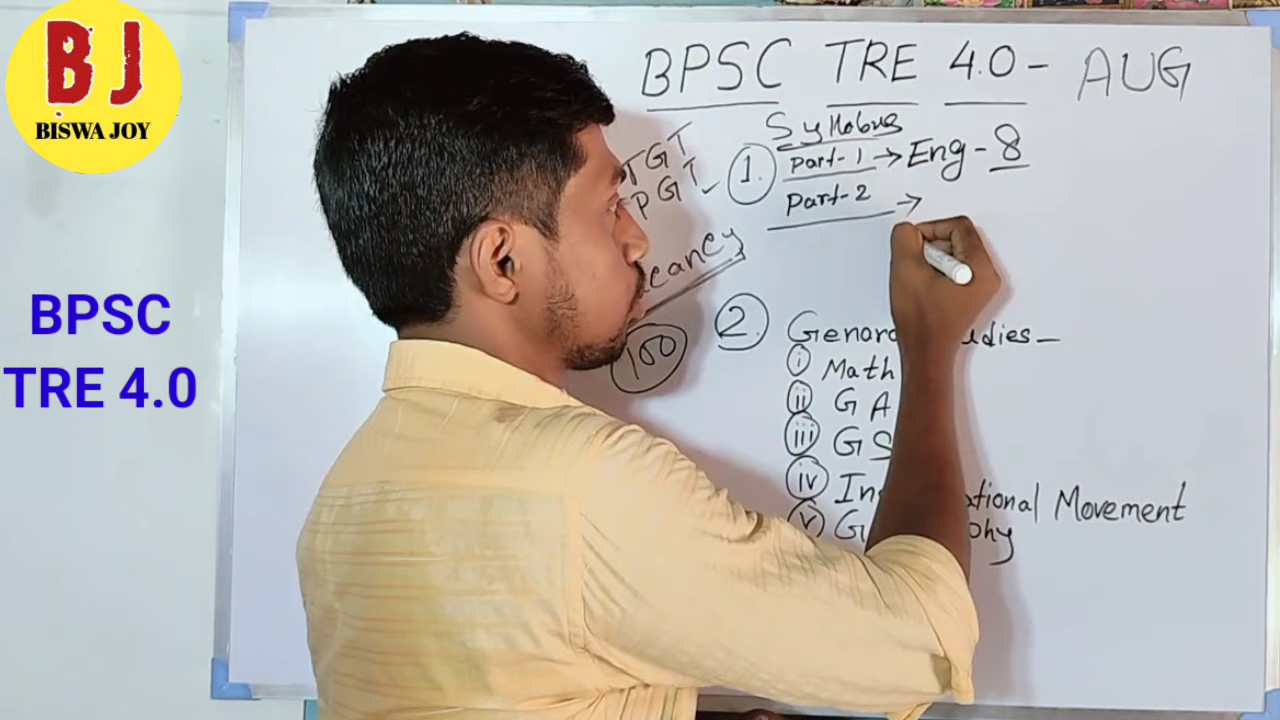 BJ
BISWA JOY
BPSC
TRE 4.0
BPSC TRE 4.0 - AUG
Syllabus
TGT
PGT
1. Part-1 → Eng - 8
Part-2 →
100
2.
i Math
ii GA
iii GS
iv Movement
v